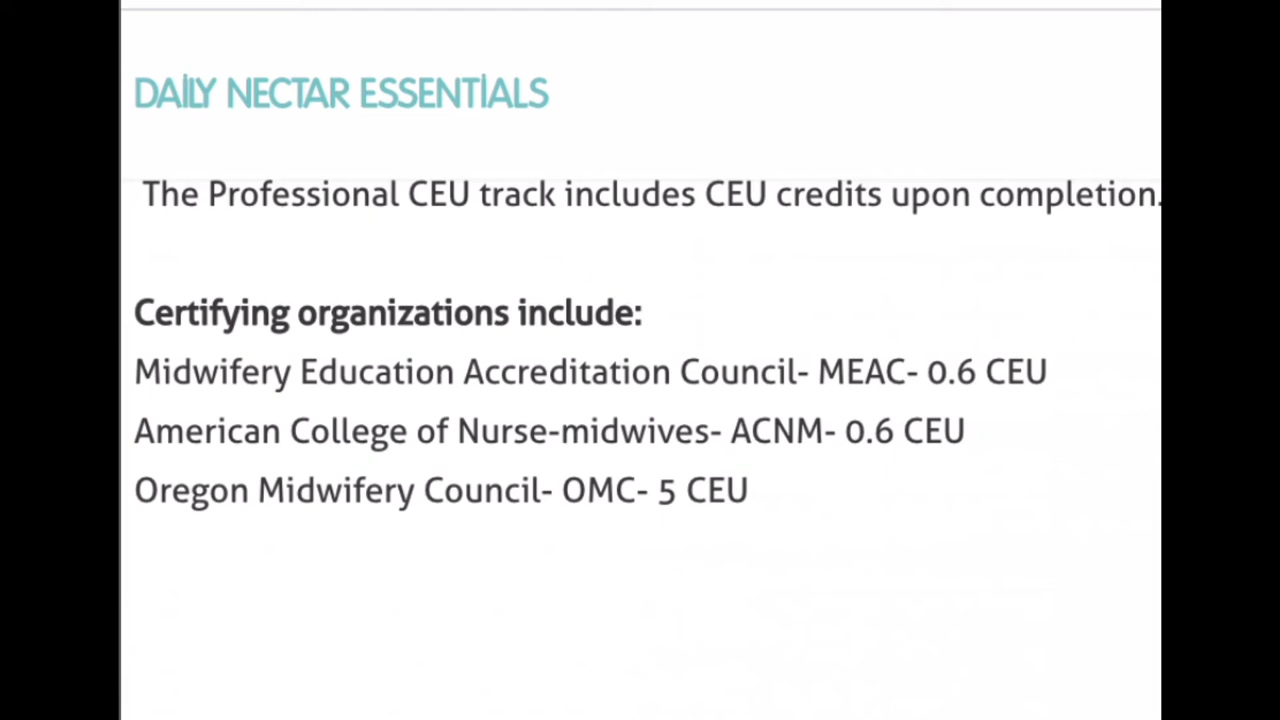 DAILY NECTAR ESSENTIALS
The Professional CEU track includes CEU credits upon completion.
Certifying organizations include:
Midwifery Education Accreditation Council- MEAC- 0.6 CEU
American College of Nurse-midwives- ACNM- 0.6 CEU
Oregon Midwifery Council- OMC- 5 CEU